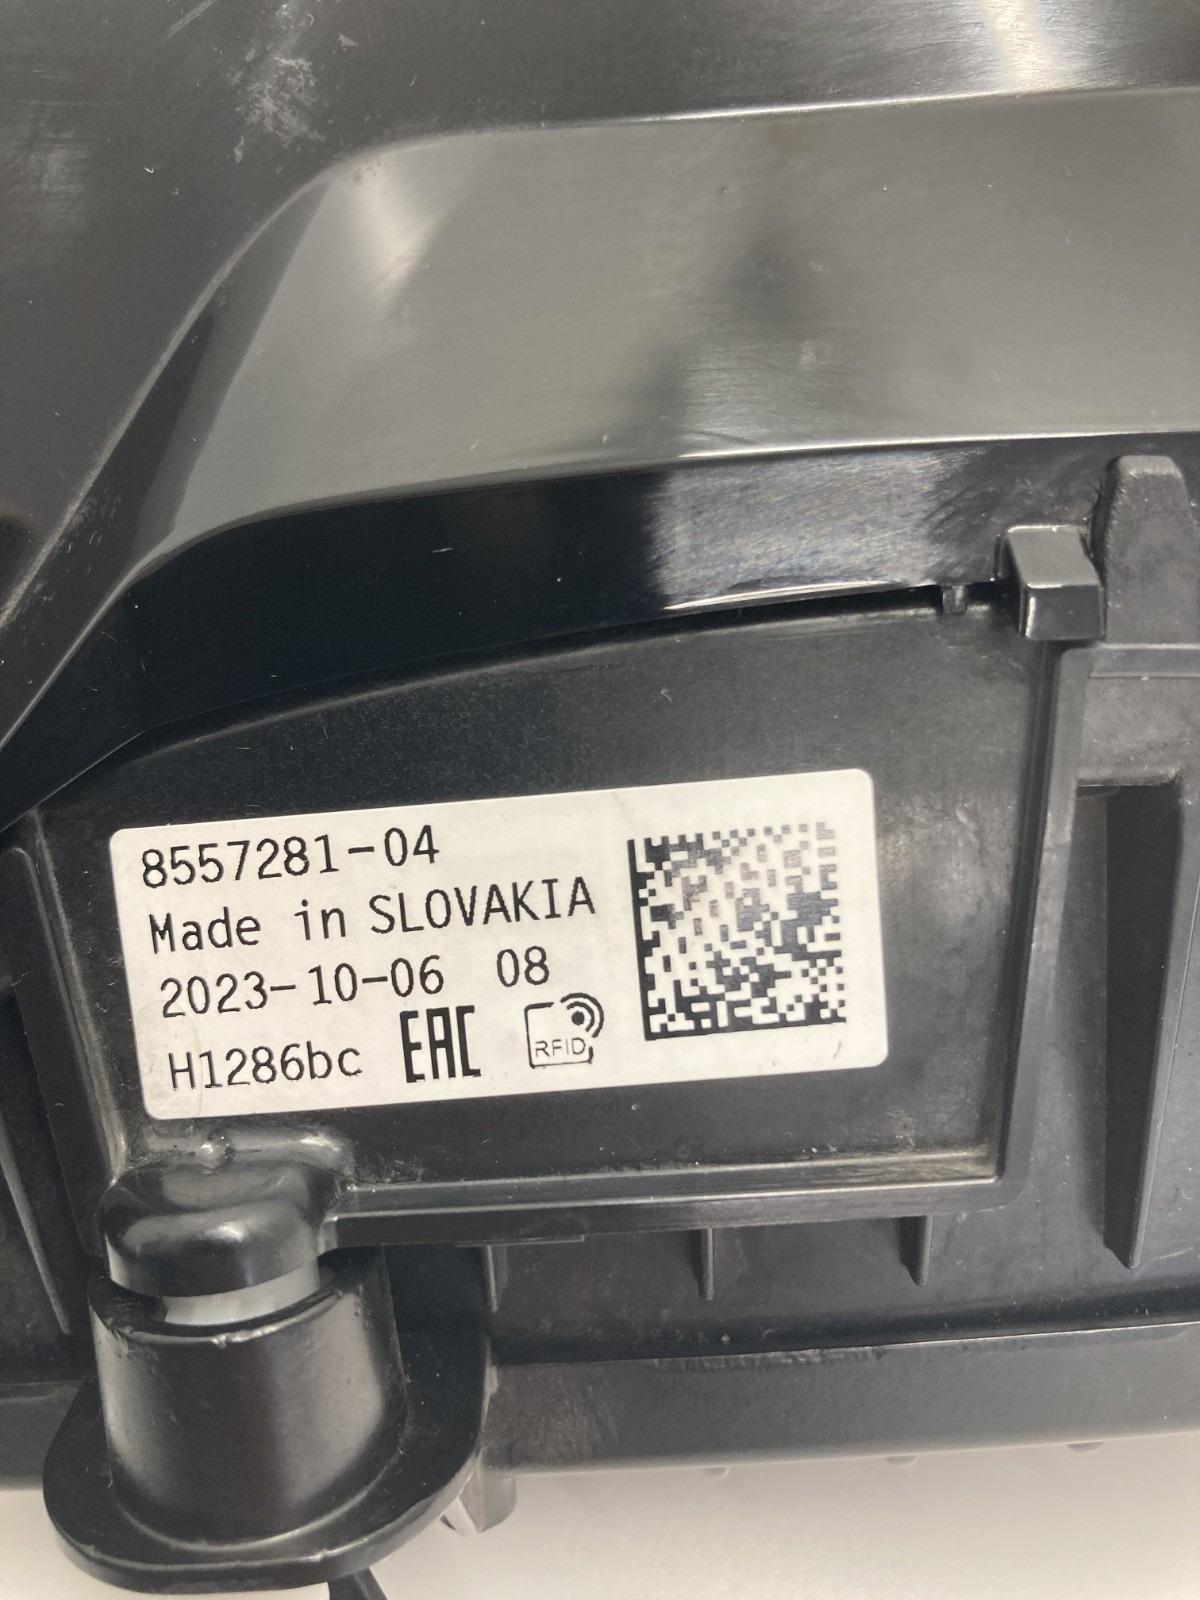 8557281-04
Made in SLOVAKIA
2023-10-06 08
H1286bc EAC RFID